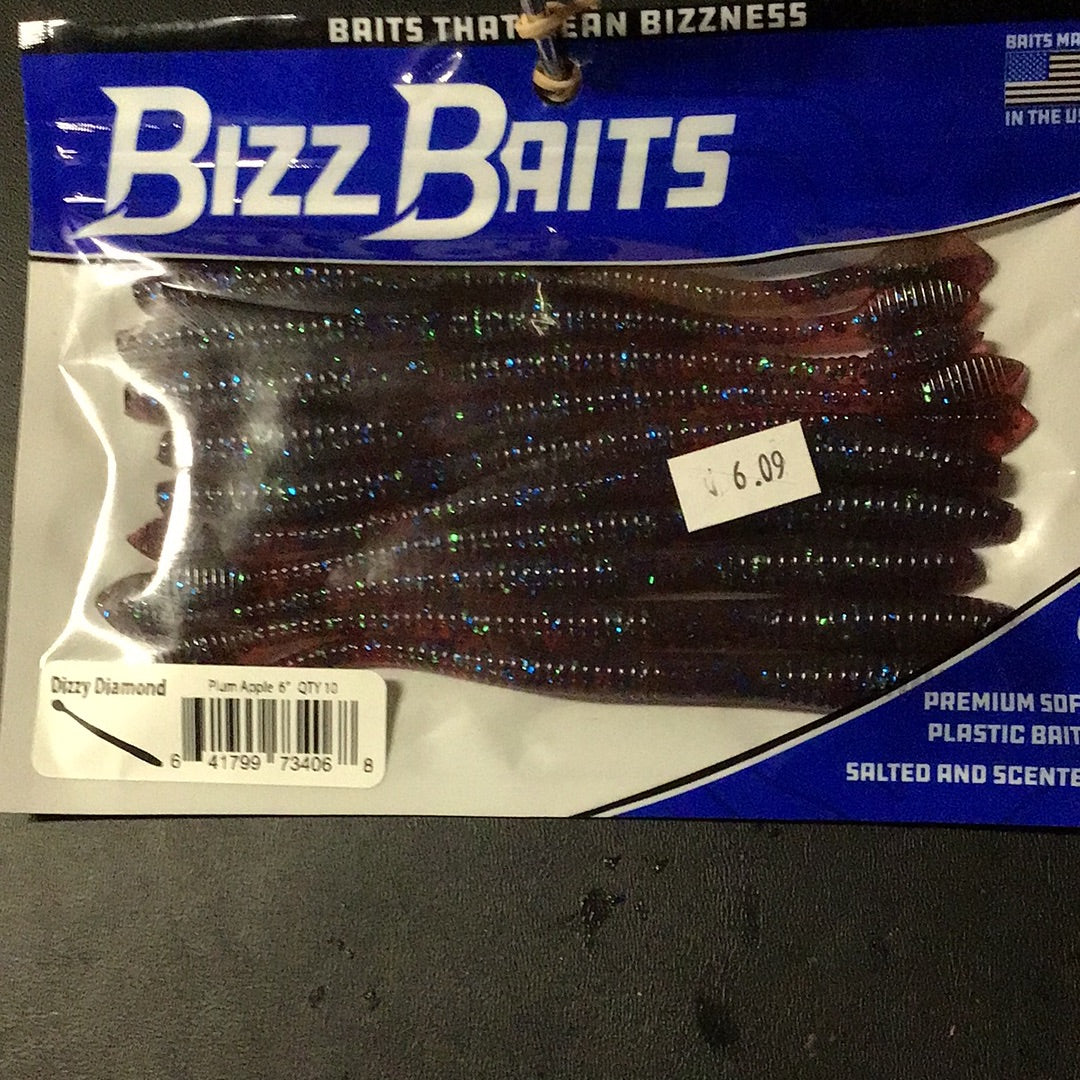 BAITS THAT EAN BIZZNESS
BIZZ BAITS
BAITS MA
IN THE US
6.09
Dizzy Diamond
Plum Apple 6" QTY 10
6 41799 73406 8
PREMIUM SOF
PLASTIC BAIT
SALTED AND SCENTE